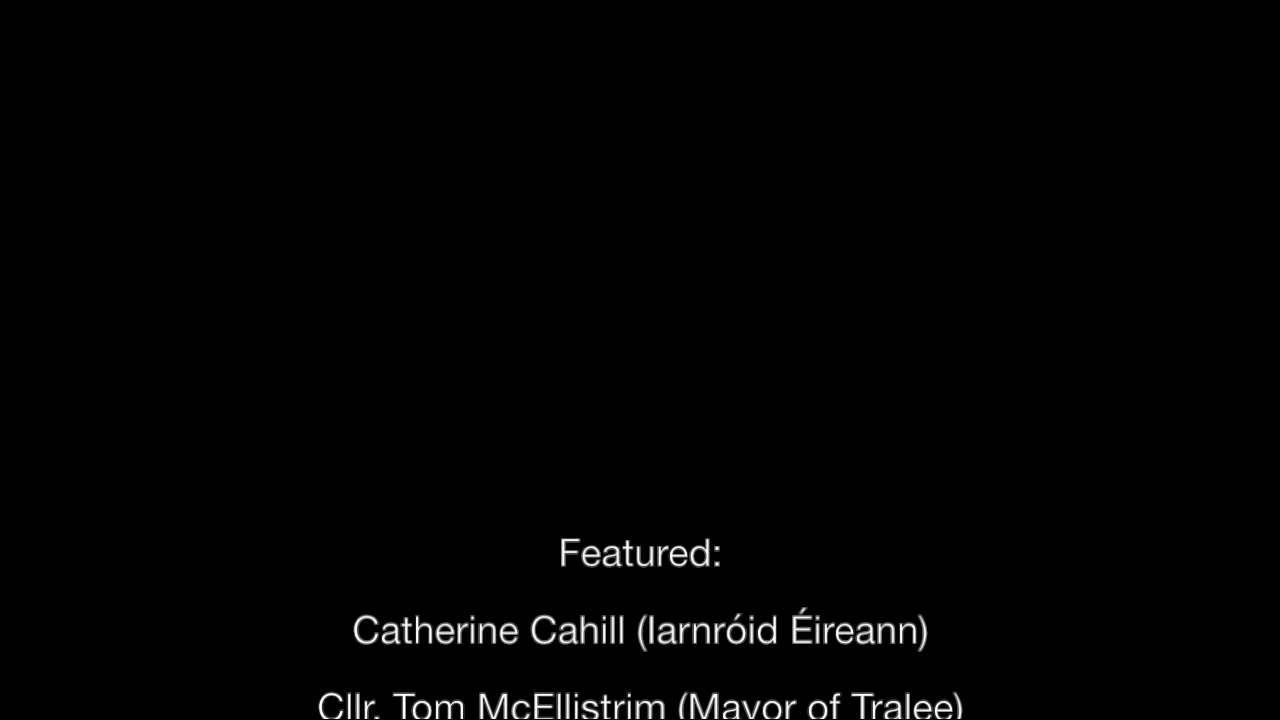 Featured:
Catherine Cahill (Iarnróid Éireann)
Cllr. Tom McEllistrim (Mayor of Tralee)